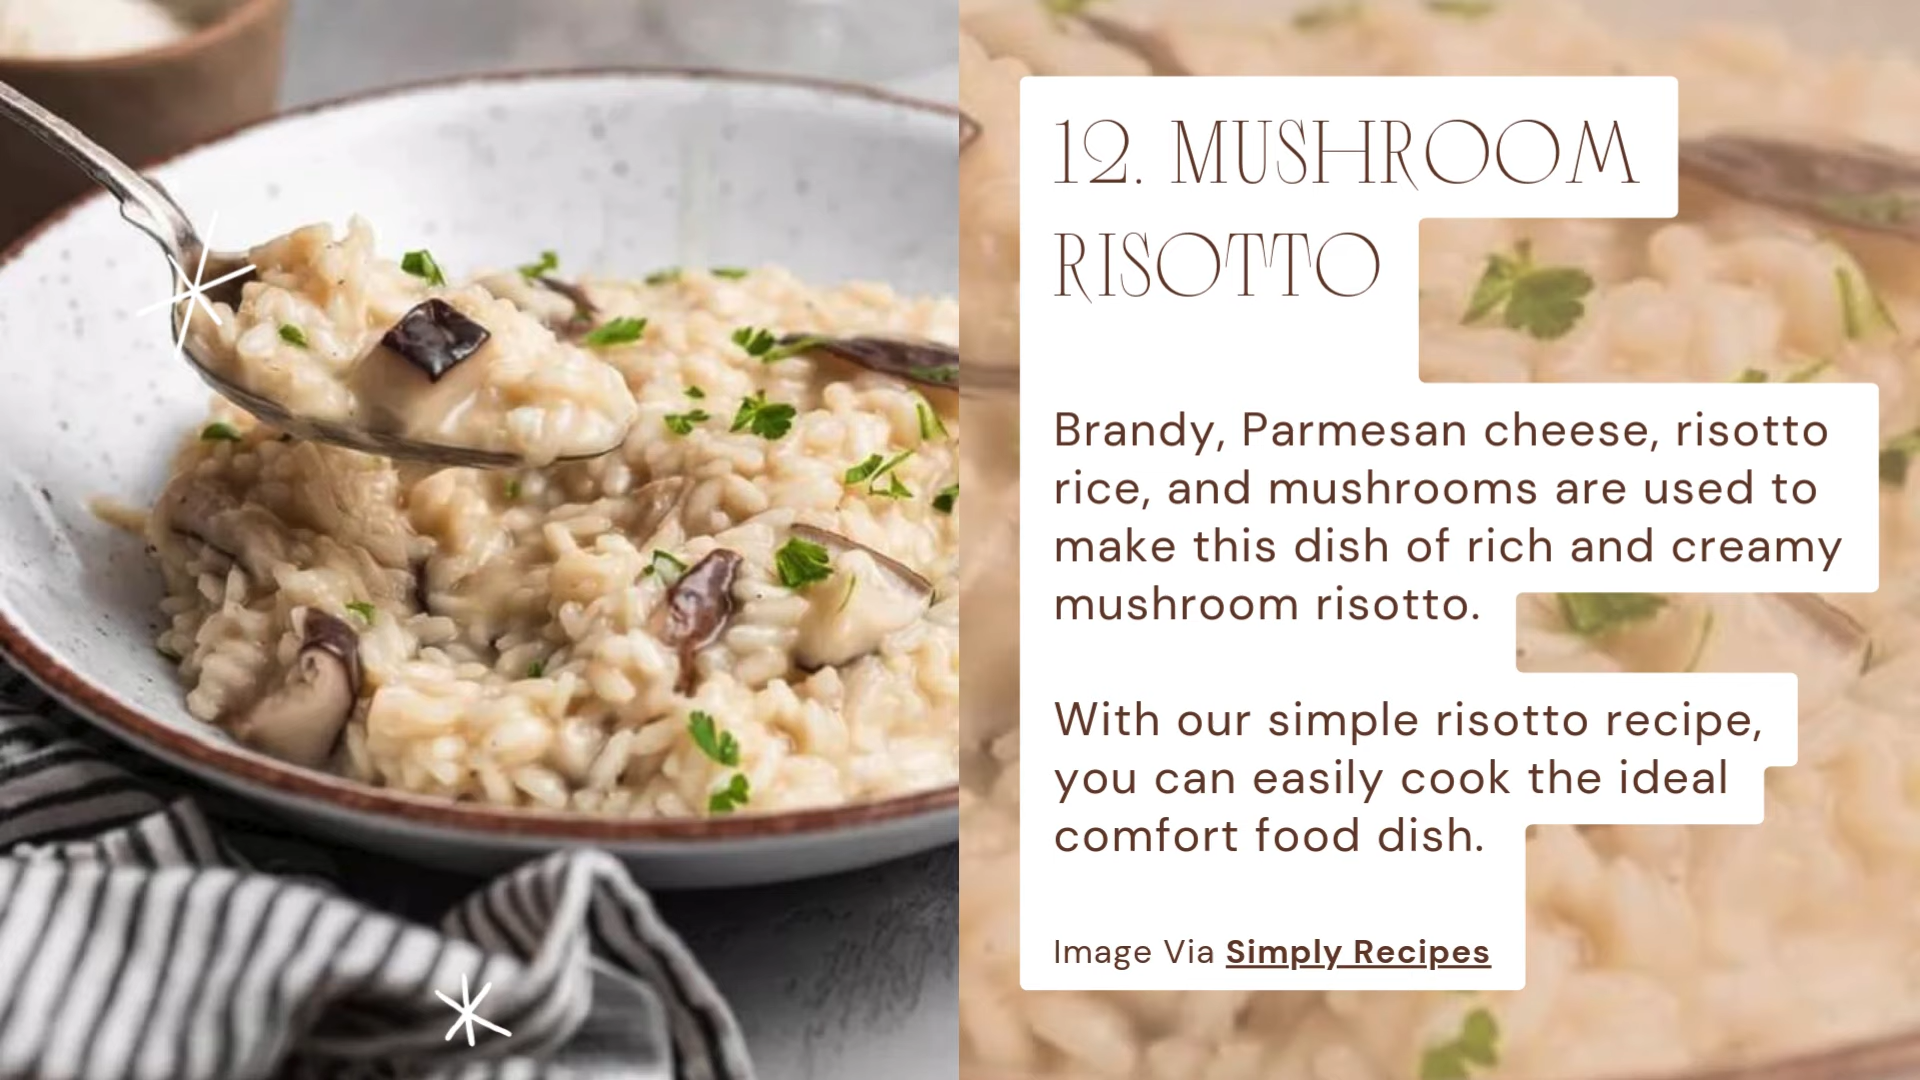 12. MUSHROOM
RISOTTO
Brandy, Parmesan cheese, risotto
rice, and mushrooms are used to
make this dish of rich and creamy
mushroom risotto.
With our simple risotto recipe,
you can easily cook the ideal
comfort food dish.
Image Via Simply Recipes